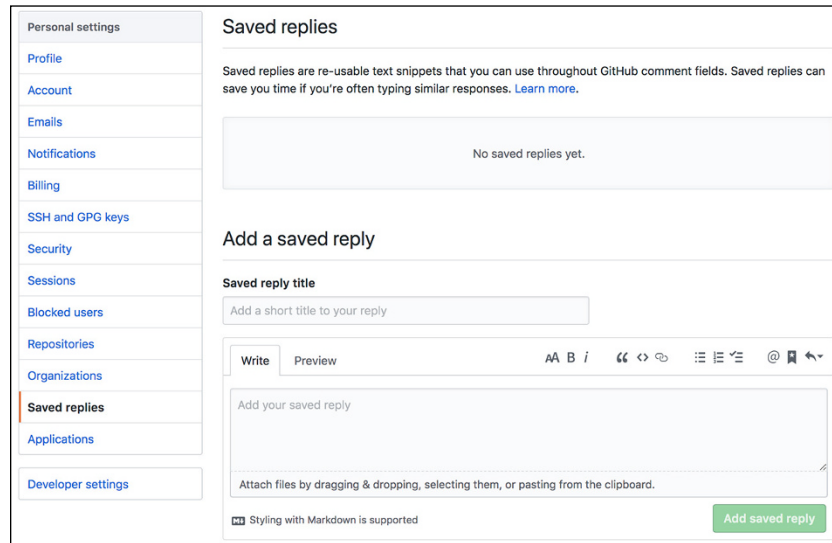 Personal settings
Profile
Account
Emails
Notifications
Billing
SSH and GPG keys
Security
Sessions
Blocked users
Repositories
Organizations
Saved replies
Applications
Developer settings
Saved replies
Saved replies are re-usable text snippets that you can use throughout GitHub comment fields. Saved replies can
save you time if you're often typing similar responses. Learn more.
No saved replies yet.
Add a saved reply
Saved reply title
Add a short title to your reply
Write Preview AA B i @
Add your saved reply
Attach files by dragging & dropping, selecting them, or pasting from the clipboard.
Styling with Markdown is supported
Add saved reply